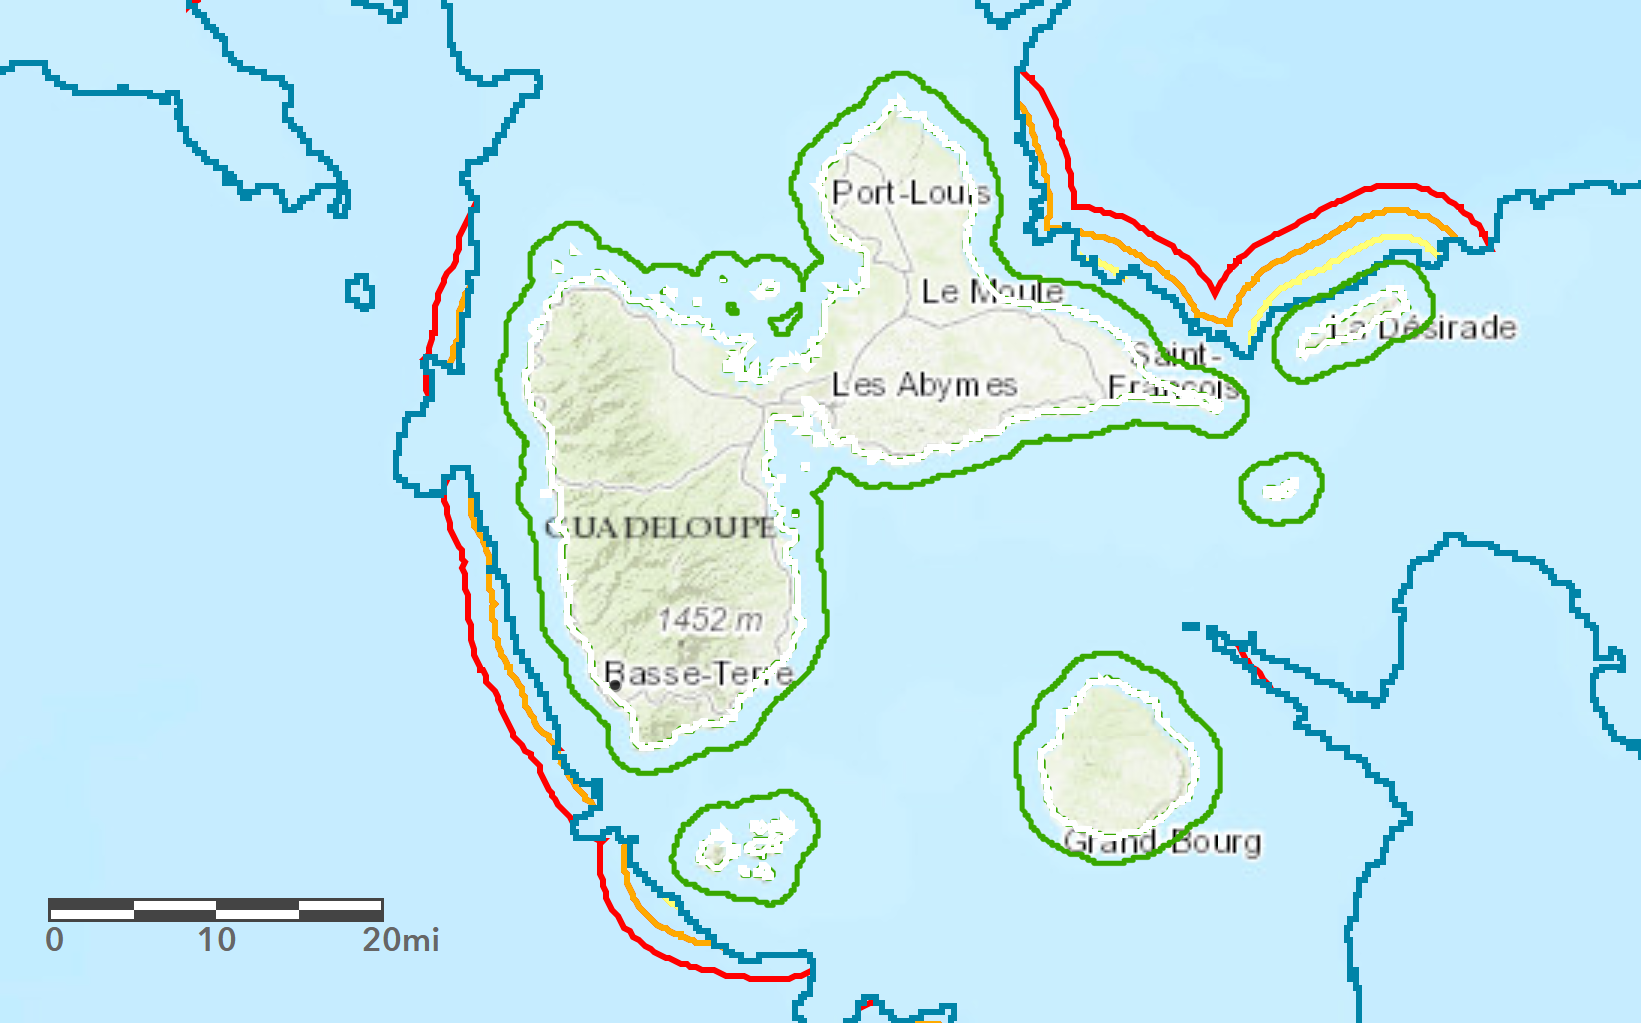 Port-Louis
Le Moule
La Désirade
Saint-
François
Les Abymes
GUADELOUPE
1452 m
Basse-Terre
Grand-Bourg
0 10 20mi